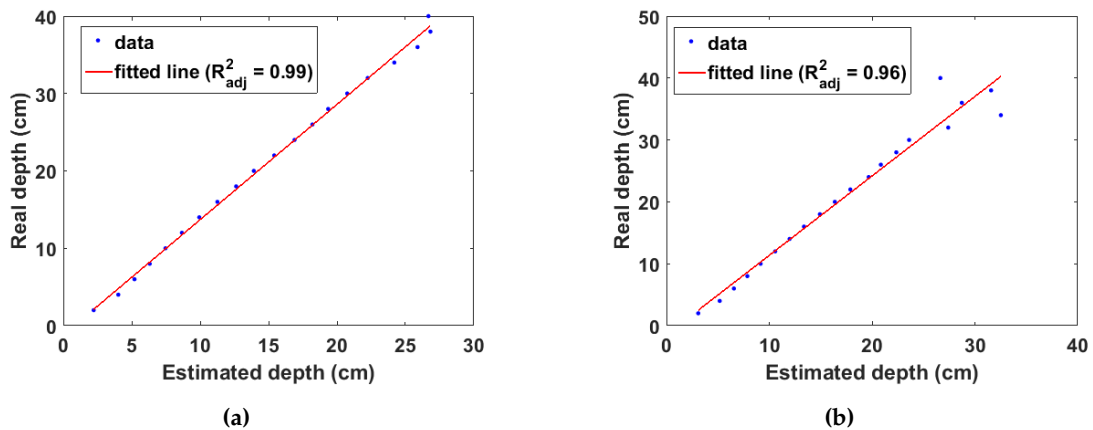 40
30
20
10
0
Real depth (cm)
data
fitted line (R²adj = 0.99)
0 5 10 15 20 25 30
Estimated depth (cm)
(a)
50
40
30
20
10
0
Real depth (cm)
data
fitted line (R²adj = 0.96)
0 10 20 30 40
Estimated depth (cm)
(b)